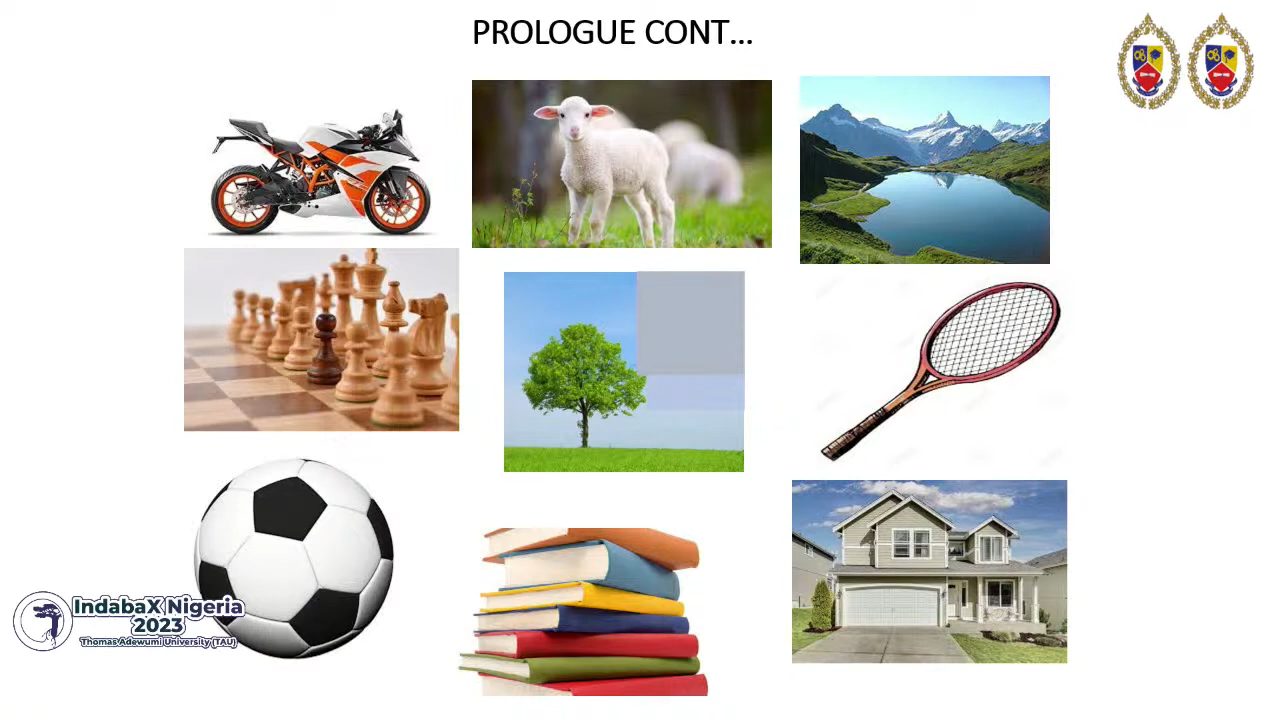 PROLOGUE CONT...
IndabaX Nigeria
2023
Thomas Adewumi University (TAU)